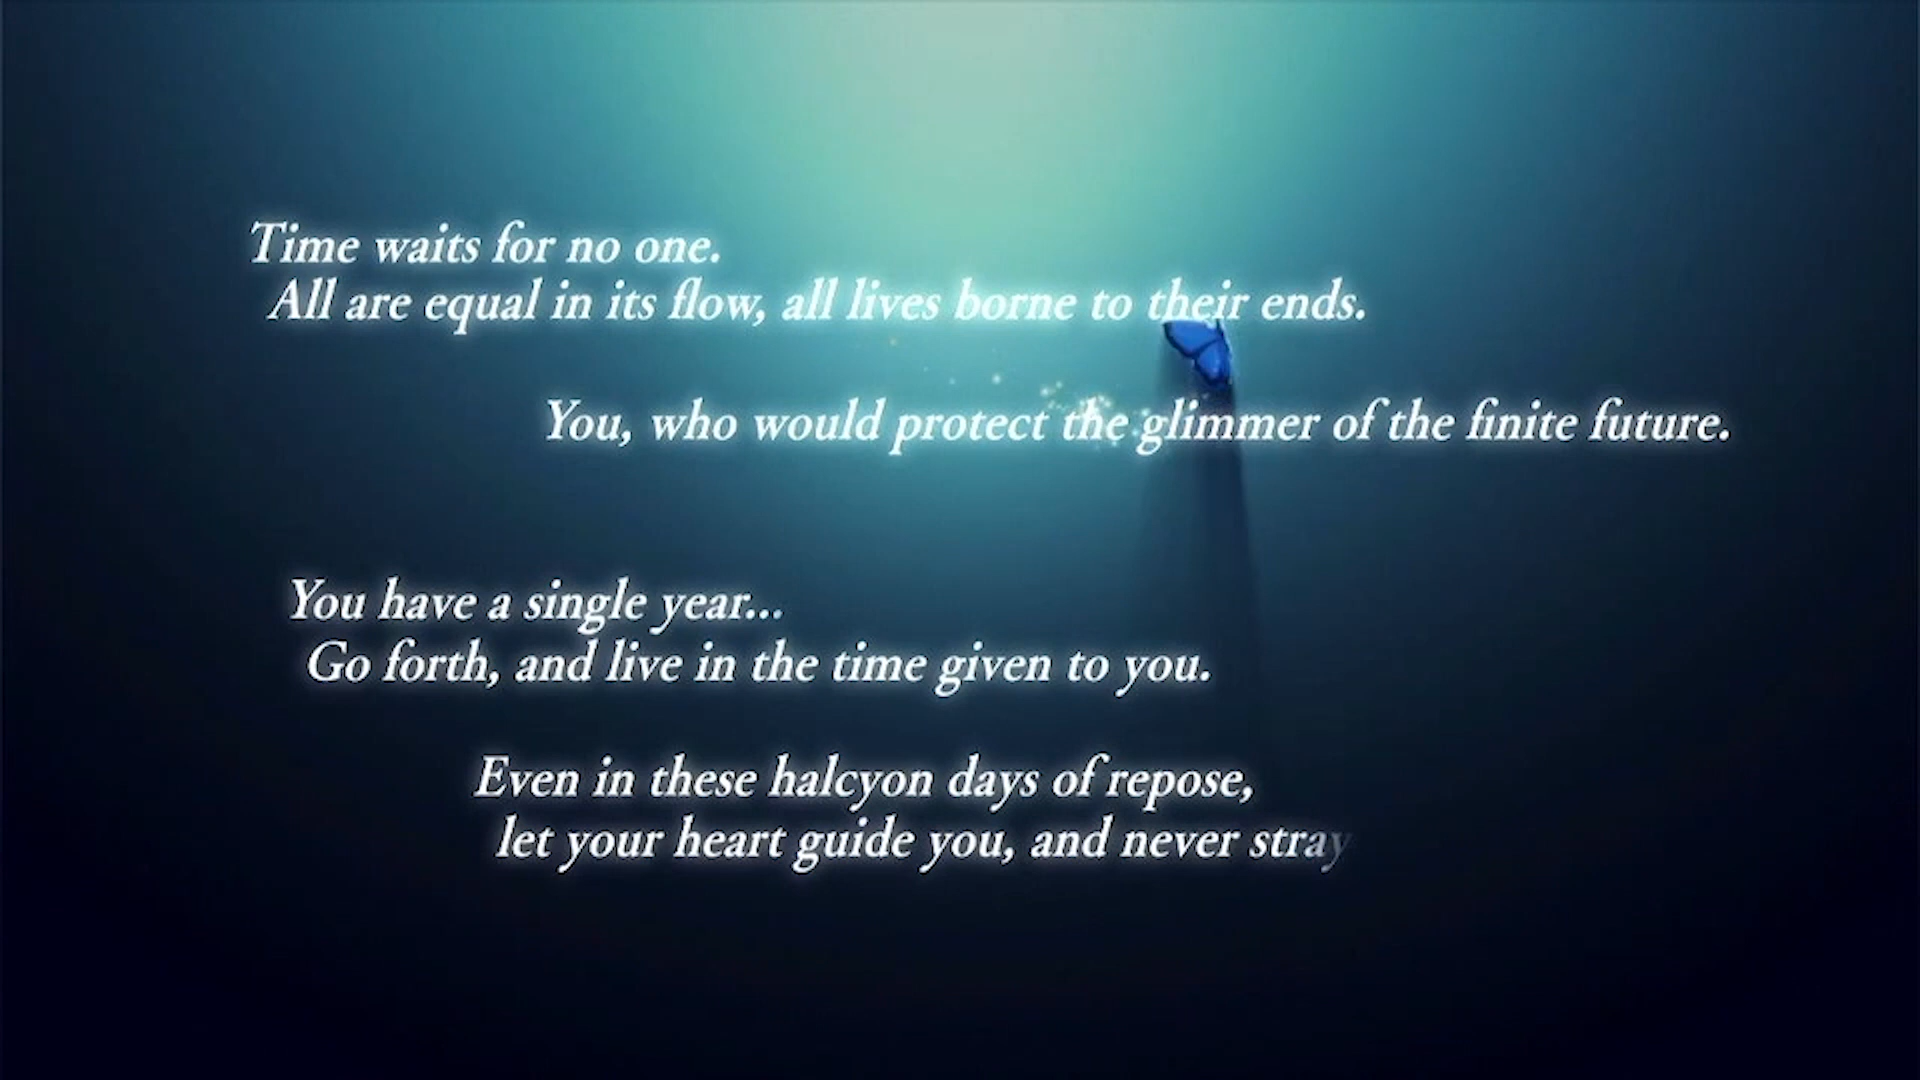 Time waits for no one.
All are equal in its flow, all lives borne to their ends.
You, who would protect the glimmer of the finite future.
You have a single year...
Go forth, and live in the time given to you.
Even in these halcyon days of repose,
let your heart guide you, and never stray